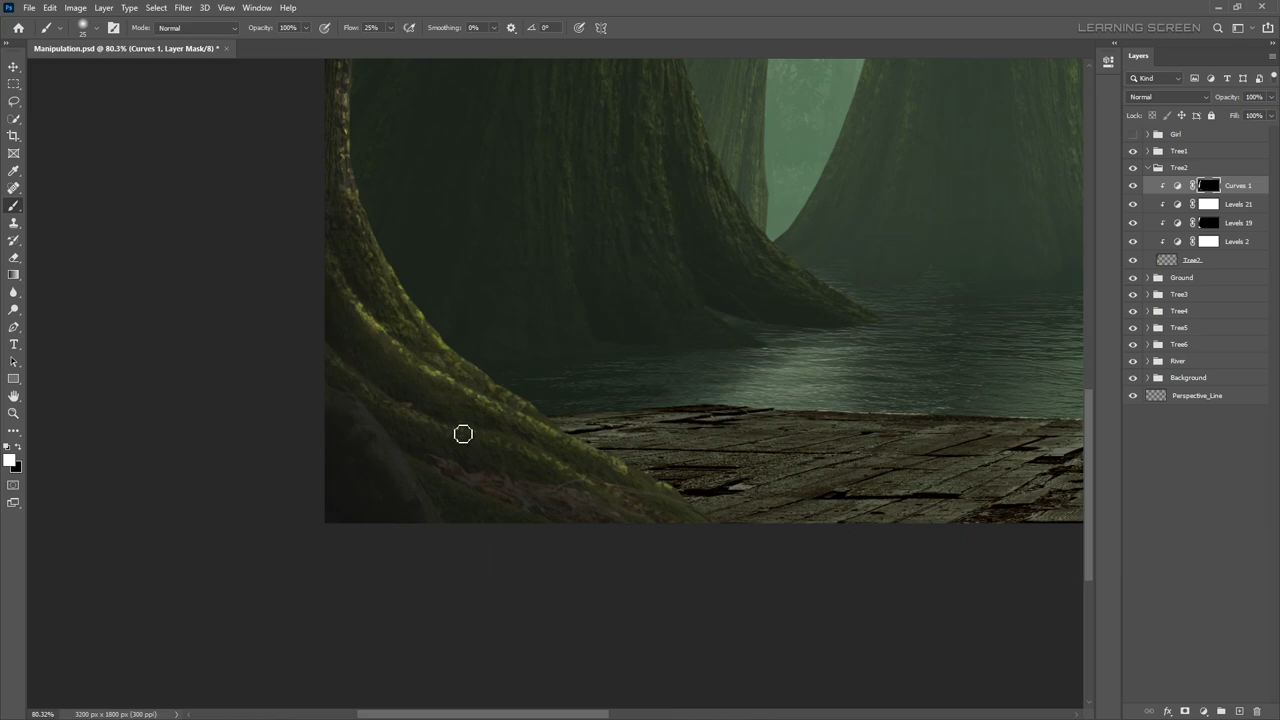 Ps File Edit Image Layer Type Select Filter 3D View Window Help
25 Mode: Normal Opacity: 100% Flow: 25% Smoothing: 0% 0° LEARNING SCREEN
Manipulation.psd @ 80.3% (Curves 1, Layer Mask/8) * ×
Layers
Kind
Normal Opacity: 100%
Lock: Fill: 100%
Girl
Tree1
Tree2
Curves 1
Levels 21
Levels 19
Levels 2
Tree2
Ground
Tree3
Tree4
Tree5
Tree6
River
Background
Perspective_Line
80.32% 3200 px x 1800 px (300 ppi)